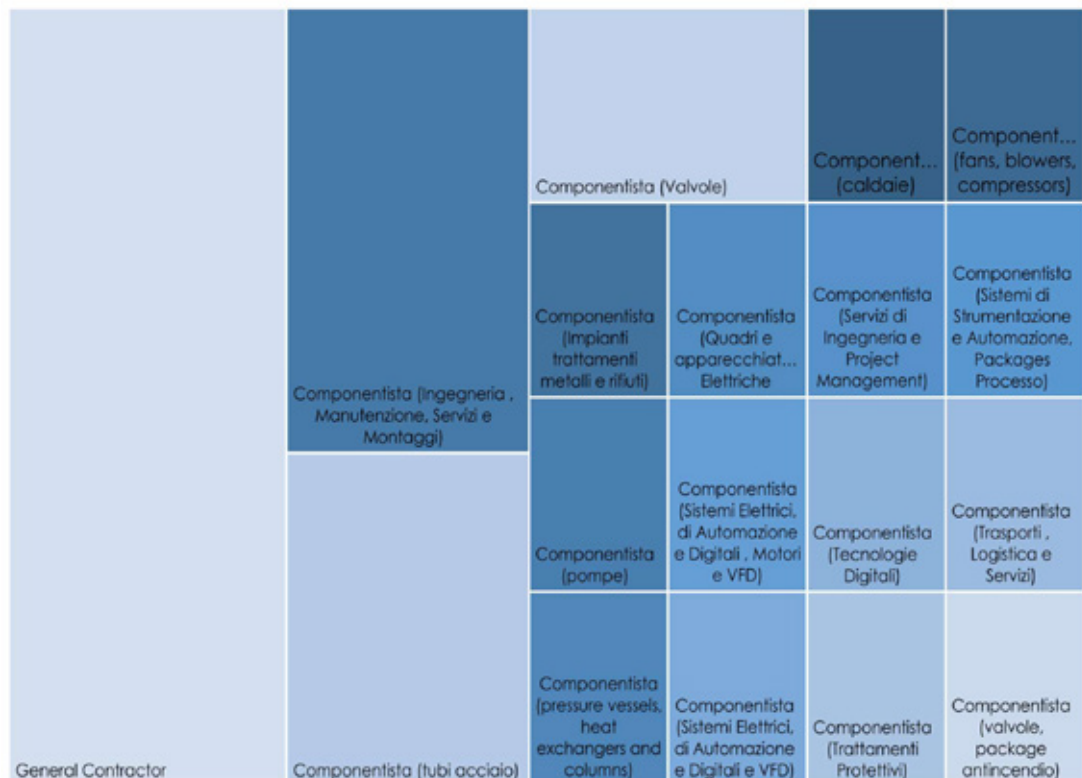 General Contractor
Componentista (Ingegneria ,
Manutenzione, Servizi e
Montaggi)
Componentista (tubi acciaio)
Componentista (Valvole)
Component...
(caldaie)
Component...
(fans, blowers,
compressors)
Componentista
(Impianti
trattamenti
metalli e rifiuti)
Componentista
(Quadri e
apparecchiat...
Elettriche
Componentista
(Servizi di
Ingegneria e
Project
Management)
Componentista
(Sistemi di
Strumentazione
e Automazione,
Packages
Processo)
Componentista
(pompe)
Componentista
(Sistemi Elettrici,
di Automazione
e Digitali , Motori
e VFD)
Componentista
(Tecnologie
Digitali)
Componentista
(Trasporti ,
Logistica e
Servizi)
Componentista
(pressure vessels,
heat
exchangers and
columns)
Componentista
(Sistemi Elettrici,
di Automazione
e Digitali e VFD)
Componentista
(Trattamenti
Protettivi)
Componentista
(valvole,
package
antincendio)